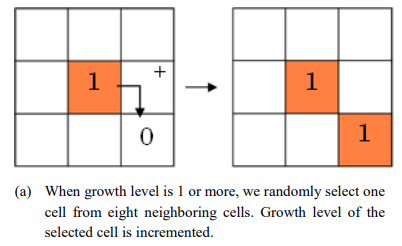 1 + 1
0 1
(a) When growth level is 1 or more, we randomly select one
cell from eight neighboring cells. Growth level of the
selected cell is incremented.